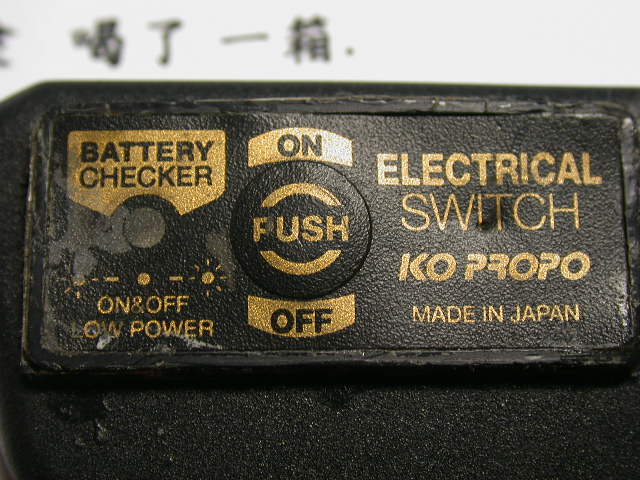 喝了一箱.
BATTERY
CHECKER
ON&OFF
LOW POWER
ON
PUSH
OFF
ELECTRICAL
SWITCH
KO PROPO
MADE IN JAPAN